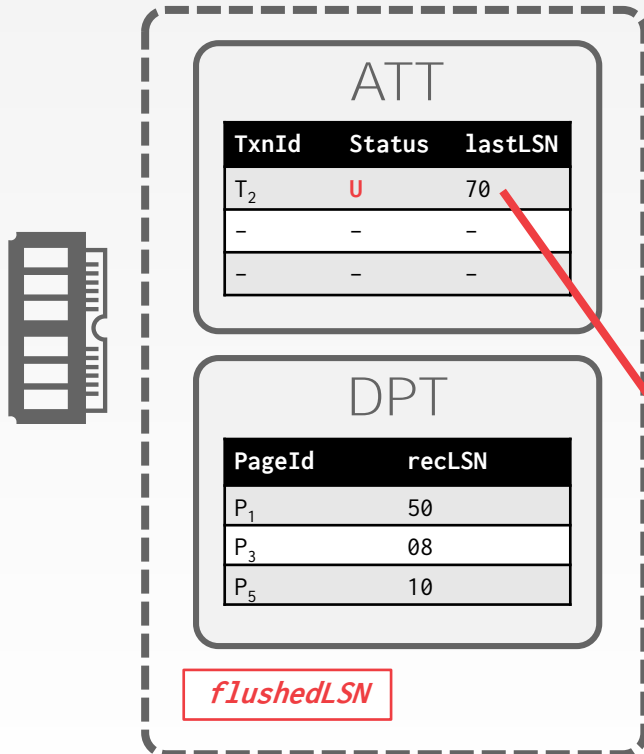 ATT
TxnId Status lastLSN
T₂ U 70
– – –
– – –
DPT
PageId recLSN
P₁ 50
P₃ 08
P₅ 10
flushedLSN